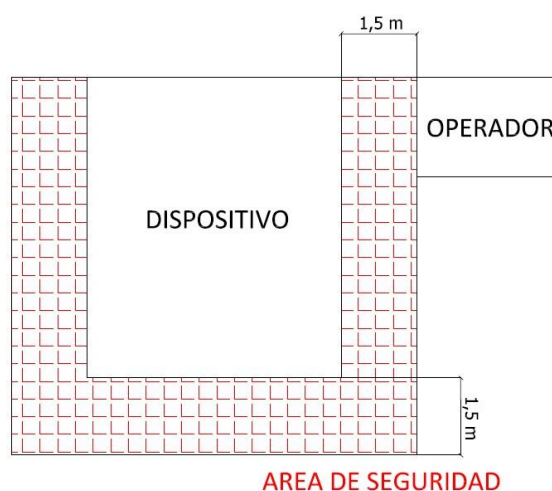 1,5 m
OPERADOR
DISPOSITIVO
1,5 m
AREA DE SEGURIDAD